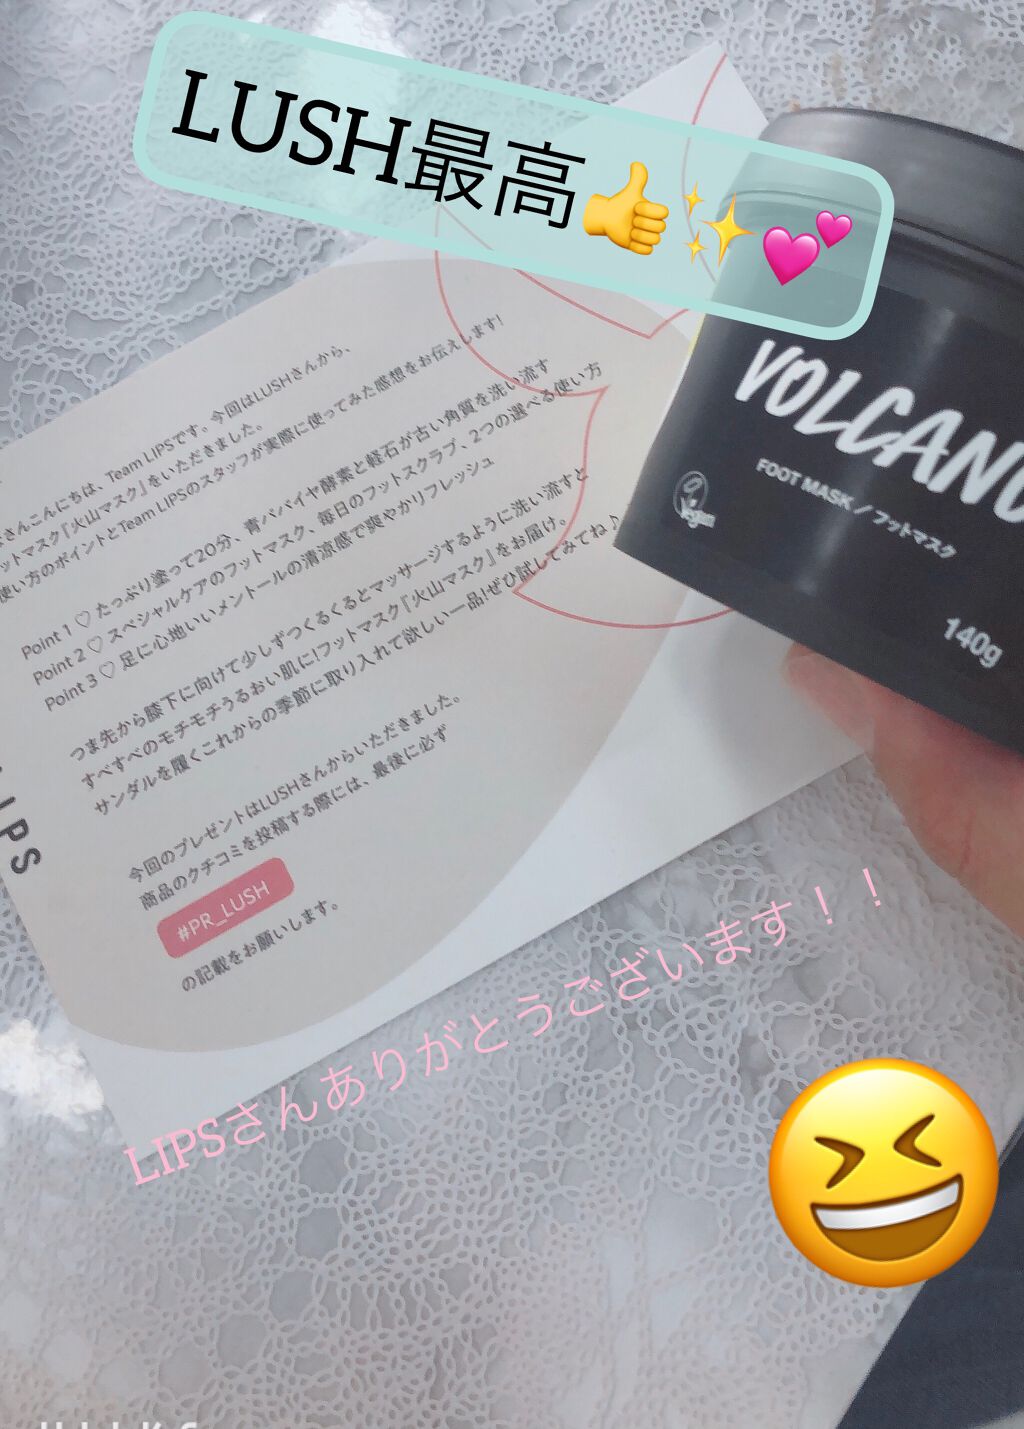 LUSH最高👍✨💕
VOLCANO
FOOT MASK / フットマスク
Vegan
140g
さんこんにちは、Team LIPSです。今回はLUSHさんから、
ットマスク『火山マスク』をいただきました。
使い方のポイントとTeam LIPSのスタッフが実際に使ってみた感想をお伝えします!
Point 1 ♡ たっぷり塗って20分、青パパイヤ酵素と軽石が古い角質を洗い流す
Point 2 ♡ スペシャルケアのフットマスク、毎日のフットスクラブ、2つの選べる使い方
Point 3 ♡ 足に心地いいメントールの清涼感で爽やかリフレッシュ
つま先から膝下に向けて少しずつくるくるとマッサージするように洗い流すと
すべすべのモチモチうるおい肌に!フットマスク『火山マスク』をお届け。
サンダルを履くこれからの季節に取り入れて欲しい一品!ぜひ試してみてね♪
今回のプレゼントはLUSHさんからいただきました。
商品のクチコミを投稿する際には、最後に必ず
#PR_LUSH
の記載をお願いします。
LIPS
LIPSさんありがとうございます！！